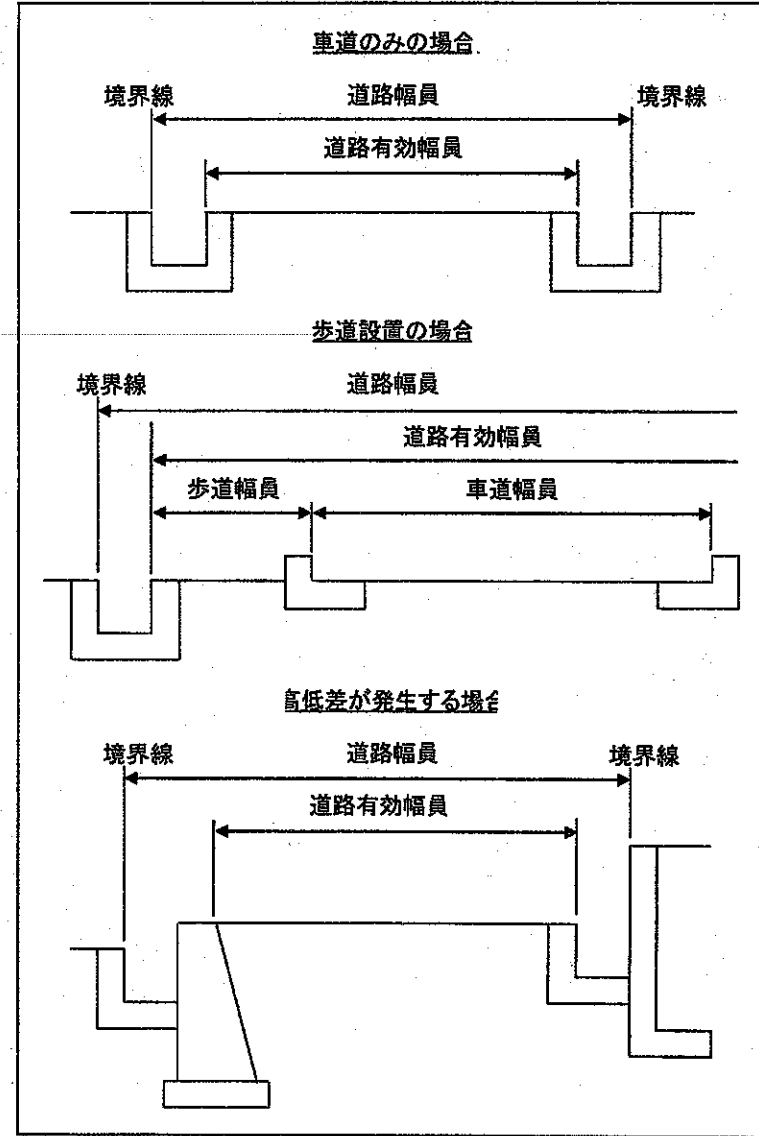 車道のみの場合
境界線 道路幅員 境界線
道路有効幅員
歩道設置の場合
境界線 道路幅員
道路有効幅員
歩道幅員 車道幅員
高低差が発生する場合
境界線 道路幅員 境界線
道路有効幅員